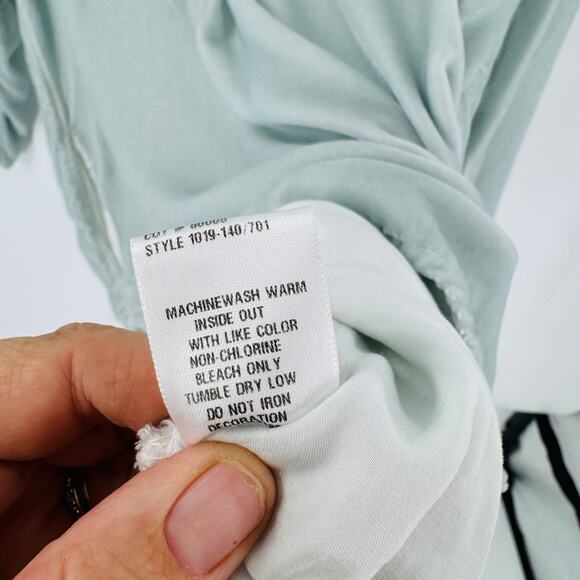 STYLE 1019-140/701
MACHINEWASH WARM
INSIDE OUT
WITH LIKE COLOR
NON-CHLORINE
BLEACH ONLY
TUMBLE DRY LOW
DO NOT IRON
DECORATION